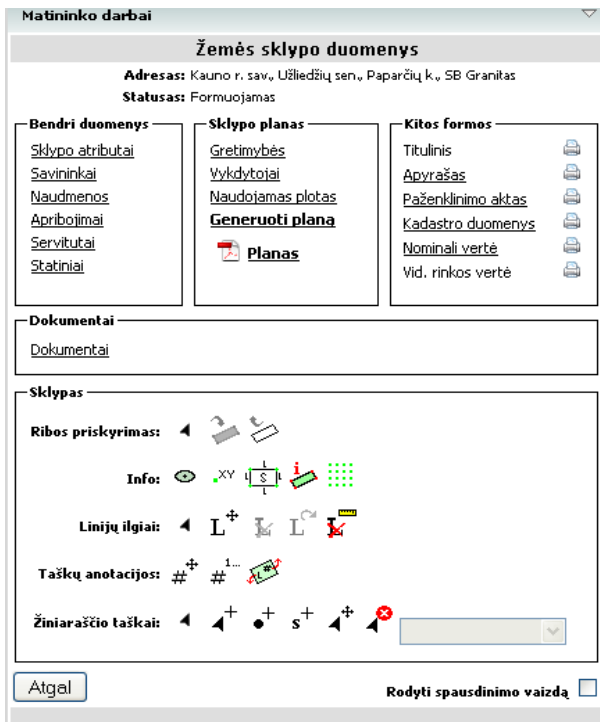 Matininko darbai
Žemės sklypo duomenys
Adresas: Kauno r. sav., Užliedžių sen., Paparčių k., SB Granitas
Statusas: Formuojamas
Bendri duomenys
Sklypo atributai
Savininkai
Naudmenos
Apribojimai
Servitutai
Statiniai
Sklypo planas
Gretimybės
Vykdytojai
Naudojamas plotas
Generuoti planą
Planas
Kitos formos
Titulinis
Apyrašas
Paženklinimo aktas
Kadastro duomenys
Nominali vertė
Vid. rinkos vertė
Dokumentai
Dokumentai
Sklypas
Ribos priskyrimas:
Info: XY L L S L L i
Linijų ilgiai: L L L L
Taškų anotacijos: # # 1... L #
Žiniaraščio taškai: s
Atgal
Rodyti spausdinimo vaizdą